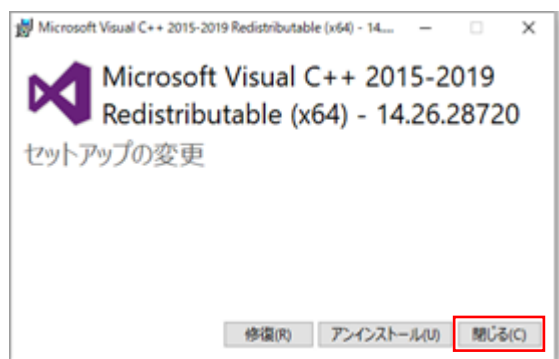 Microsoft Visual C++ 2015-2019 Redistributable (x64) - 14....
Microsoft Visual C++ 2015-2019
Redistributable (x64) - 14.26.28720
セットアップの変更
修復(R) アンインストール(U) 閉じる(C)